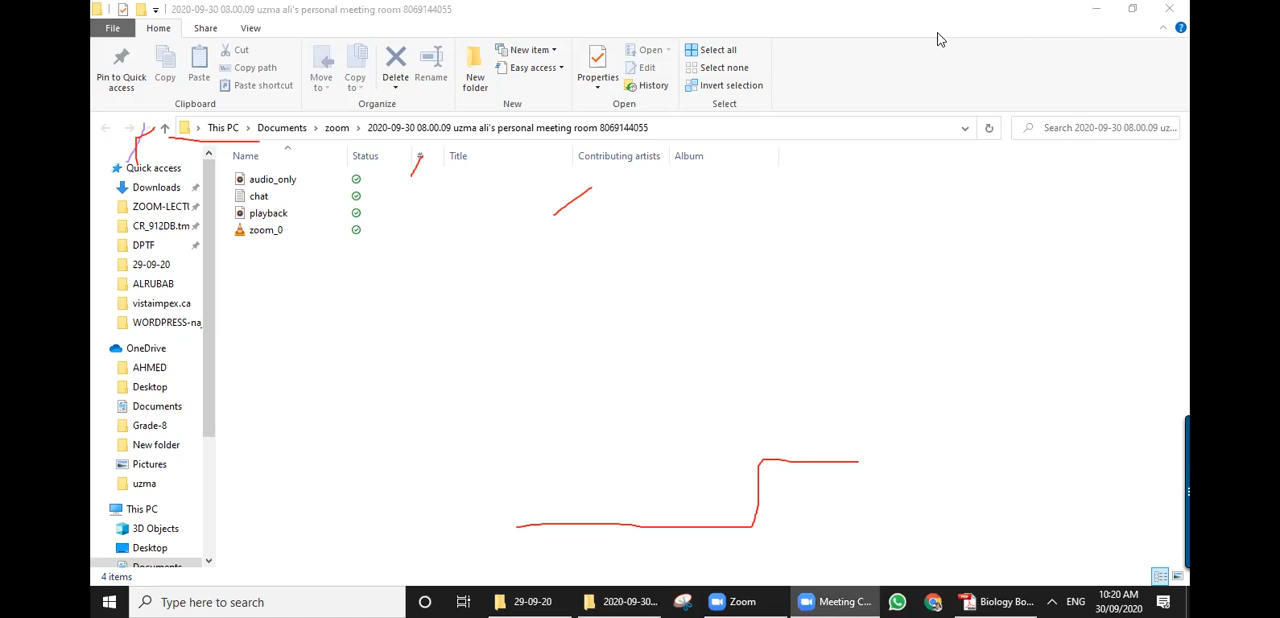 2020-09-30 08.00.09 uzma ali's personal meeting room 8069144055
File Home Share View
Pin to Quick access
Copy
Paste
Cut
Copy path
Paste shortcut
Clipboard
Move to
Copy to
Delete
Rename
Organize
New folder
New item
Easy access
New
Properties
Open
Edit
History
Open
Select all
Select none
Invert selection
Select
This PC › Documents › zoom › 2020-09-30 08.00.09 uzma ali's personal meeting room 8069144055
Search 2020-09-30 08.00.09 uz...
Name Status # Title Contributing artists Album
audio_only
chat
playback
zoom_0
Quick access
Downloads
ZOOM-LECTU
CR_912DB.tm
DPTF
29-09-20
ALRUBAB
vistaimpex.ca
WORDPRESS-na
OneDrive
AHMED
Desktop
Documents
Grade-8
New folder
Pictures
uzma
This PC
3D Objects
Desktop
Documents
4 items
Type here to search
29-09-20
2020-09-30...
Zoom
Meeting C...
Biology Bo...
ENG
10:20 AM
30/09/2020